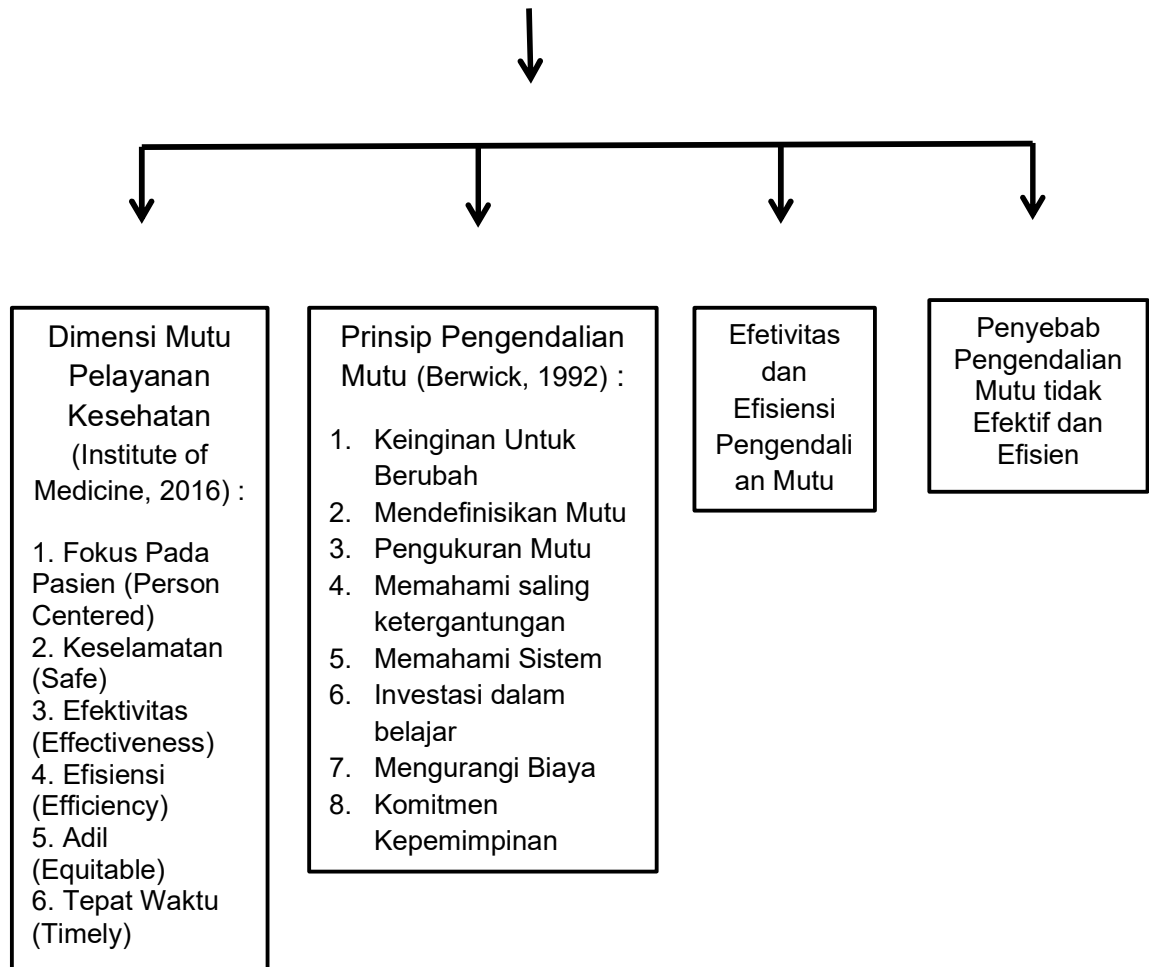 Dimensi Mutu
Pelayanan
Kesehatan
(Institute of
Medicine, 2016) :
1. Fokus Pada
Pasien (Person
Centered)
2. Keselamatan
(Safe)
3. Efektivitas
(Effectiveness)
4. Efisiensi
(Efficiency)
5. Adil
(Equitable)
6. Tepat Waktu
(Timely)
Prinsip Pengendalian
Mutu (Berwick, 1992) :
1. Keinginan Untuk
Berubah
2. Mendefinisikan Mutu
3. Pengukuran Mutu
4. Memahami saling
ketergantungan
5. Memahami Sistem
6. Investasi dalam
belajar
7. Mengurangi Biaya
8. Komitmen
Kepemimpinan
Efetivitas
dan
Efisiensi
Pengendali
an Mutu
Penyebab
Pengendalian
Mutu tidak
Efektif dan
Efisien